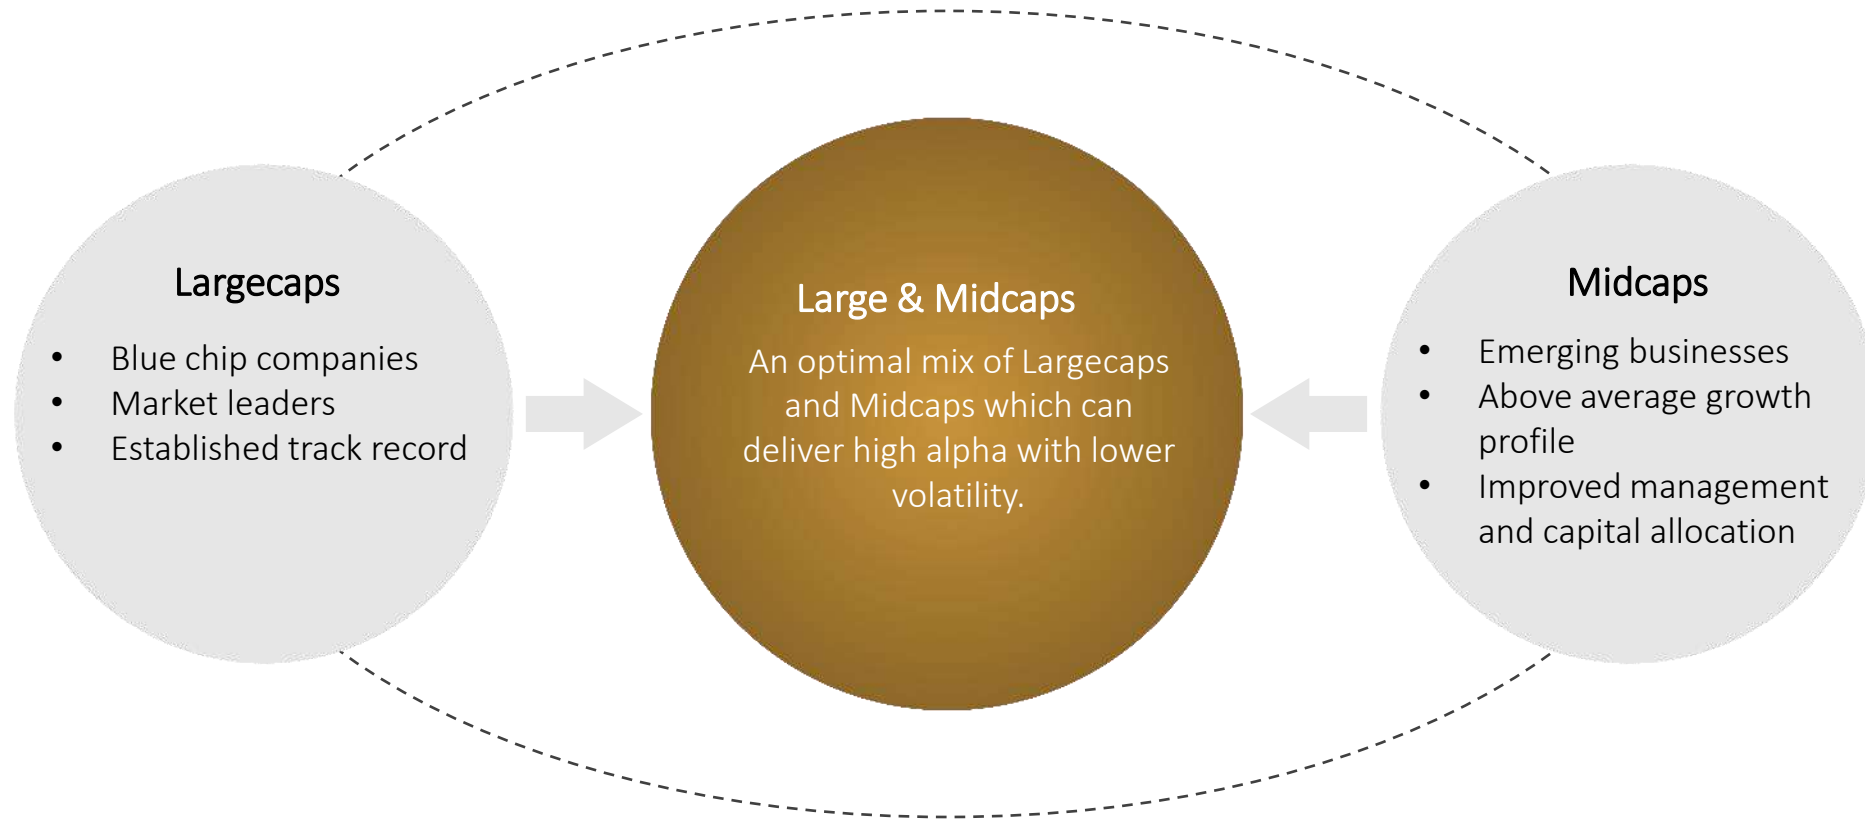 Largecaps
• Blue chip companies
• Market leaders
• Established track record
Large & Midcaps
An optimal mix of Largecaps
and Midcaps which can
deliver high alpha with lower
volatility.
Midcaps
• Emerging businesses
• Above average growth
profile
• Improved management
and capital allocation